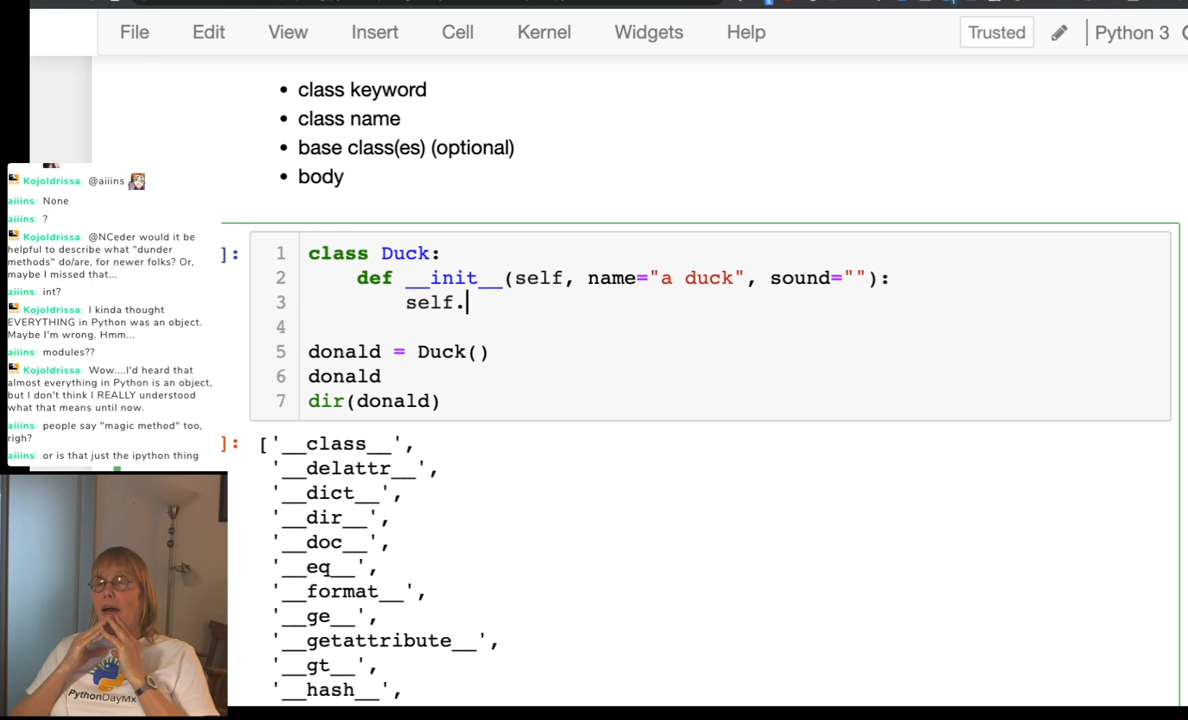 File Edit View Insert Cell Kernel Widgets Help Trusted Python 3
• class keyword
• class name
• base class(es) (optional)
• body
Kojoldrissa: @aiiins
aiiins: None
aiiins: ?
Kojoldrissa: @NCeder would it be
helpful to describe what "dunder
methods" do/are, for newer folks? Or,
maybe I missed that...
aiiins: int?
Kojoldrissa: I kinda thought
EVERYTHING in Python was an object.
Maybe I'm wrong. Hmm...
aiiins: modules??
Kojoldrissa: Wow....I'd heard that
almost everything in Python is an object,
but I don't think I REALLY understood
what that means until now.
aiiins: people say "magic method" too,
righ?
aiiins: or is that just the ipython thing
]:
1 class Duck:
2 def __init__(self, name="a duck", sound=""):
3 self.
4
5 donald = Duck()
6 donald
7 dir(donald)
]: ['__class__',
'__delattr__',
'__dict__',
'__dir__',
'__doc__',
'__eq__',
'__format__',
'__ge__',
'__getattribute__',
'__gt__',
'__hash__',
PythonDayMx